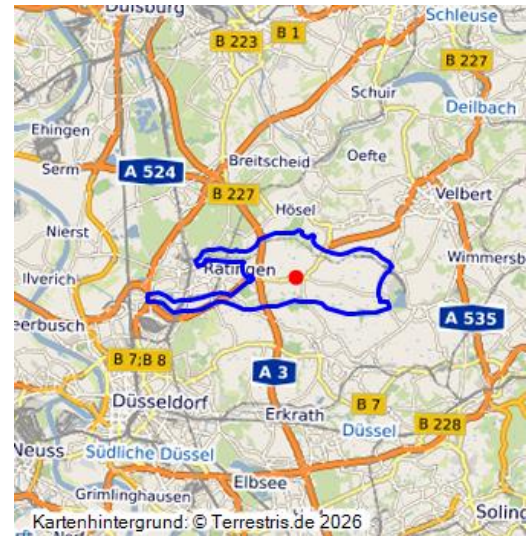 Duisburg
Schleuse
B 223
B 1
B 227
Schuir
Deilbach
Ehingen
Breitscheid
Oefte
Serm
A 524
B 227
Velbert
Hösel
Nierst
Ratingen
Wimmersb
Ilverich
eerbusch
A 535
B 7;B 8
A 3
B 7
Düsseldorf
Erkrath
Düssel
B 228
Neuss
Südliche Düssel
Elbsee
Grimlinghausen
Soling
Kartenhintergrund: © Terrestris.de 2026